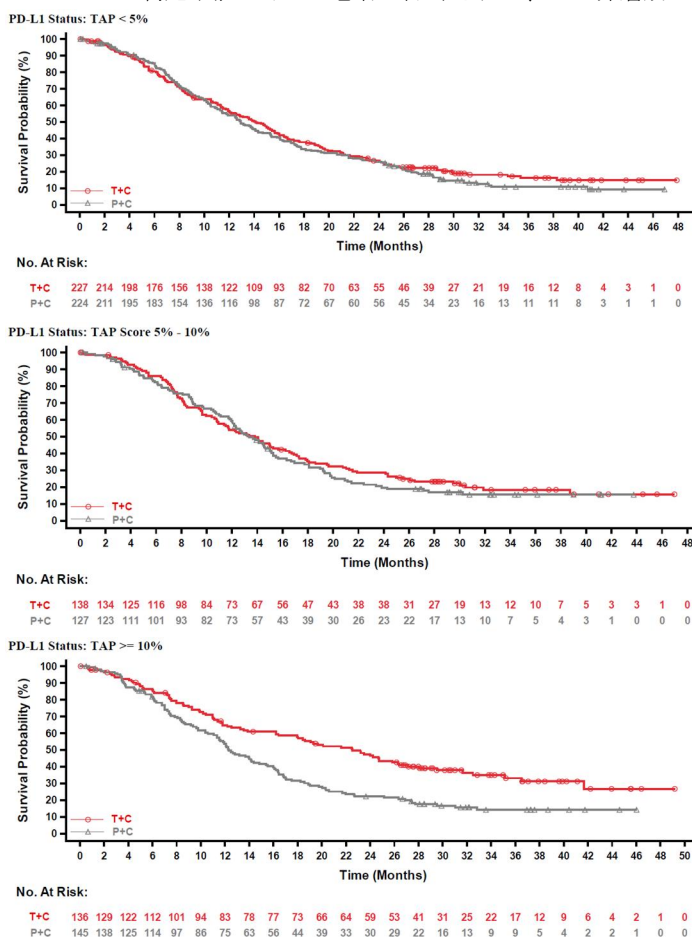 PD-L1 Status: TAP < 5%
Survival Probability (%)
100
90
80
70
60
50
40
30
20
10
0
T+C
P+C
0 2 4 6 8 10 12 14 16 18 20 22 24 26 28 30 32 34 36 38 40 42 44 46 48
Time (Months)
No. At Risk:
T+C 227 214 198 176 156 138 122 109 93 82 70 63 55 46 39 27 21 19 16 12 8 4 3 1 0
P+C 224 211 195 183 154 136 116 98 87 72 67 60 56 45 34 23 16 13 11 11 8 3 1 1 0
PD-L1 Status: TAP Score 5% - 10%
Survival Probability (%)
100
90
80
70
60
50
40
30
20
10
0
T+C
P+C
0 2 4 6 8 10 12 14 16 18 20 22 24 26 28 30 32 34 36 38 40 42 44 46 48
Time (Months)
No. At Risk:
T+C 138 134 125 116 98 84 73 67 56 47 43 38 38 31 27 19 13 12 10 7 5 3 3 1 0
P+C 127 123 111 101 93 82 73 57 43 39 30 26 23 22 17 13 10 7 5 4 3 1 0 0 0
PD-L1 Status: TAP >= 10%
Survival Probability (%)
100
90
80
70
60
50
40
30
20
10
0
T+C
P+C
0 2 4 6 8 10 12 14 16 18 20 22 24 26 28 30 32 34 36 38 40 42 44 46 48 50
Time (Months)
No. At Risk:
T+C 136 129 122 112 101 94 83 78 77 73 66 64 59 53 41 31 25 22 17 12 9 6 4 2 1 0
P+C 145 138 125 114 97 86 75 63 56 44 39 33 30 29 22 16 13 9 9 5 4 2 2 1 0 0